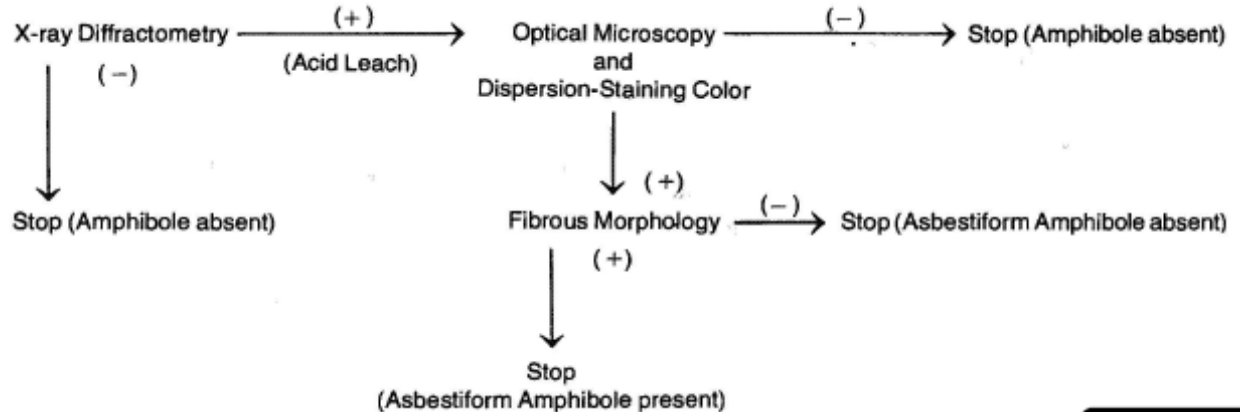 (+)
(-)
X-ray Diffractometry
Optical Microscopy
Stop (Amphibole absent)
(-)
(Acid Leach)
and
Dispersion-Staining Color
(+)
Stop (Amphibole absent)
Fibrous Morphology
(-)
Stop (Asbestiform Amphibole absent)
(+)
Stop
(Asbestiform Amphibole present)